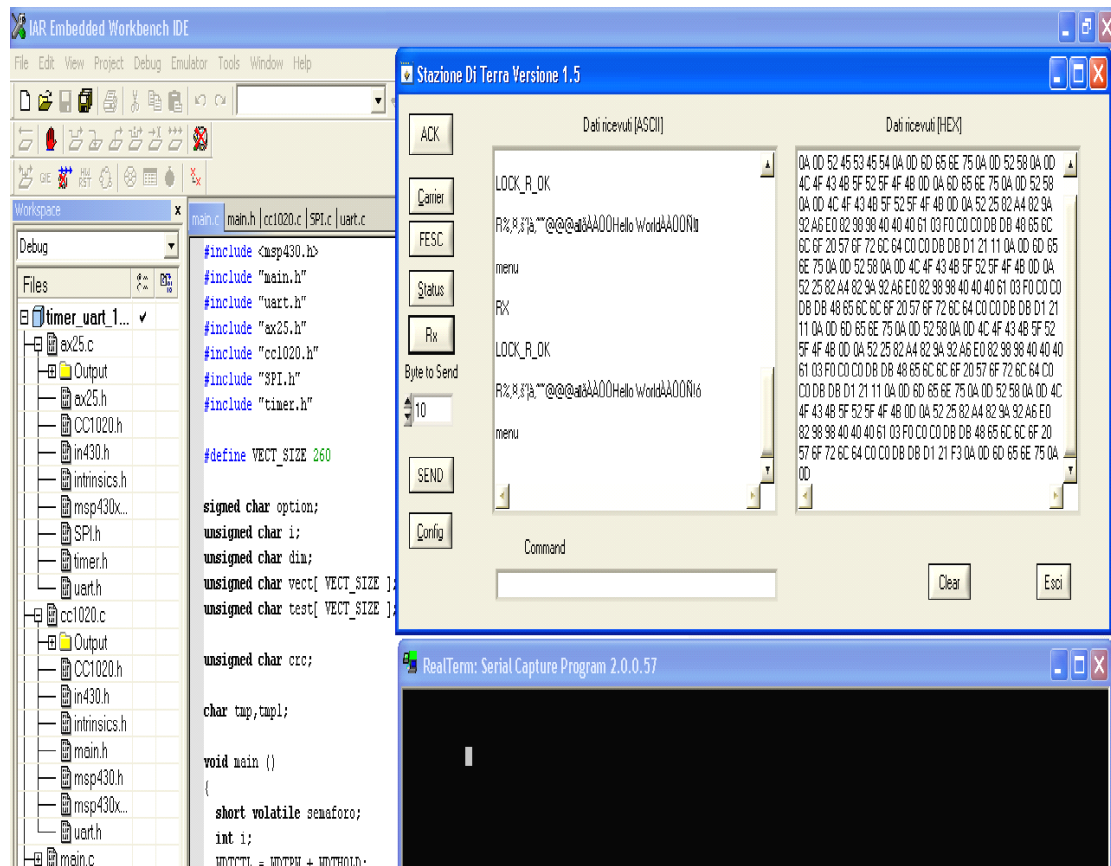 IAR Embedded Workbench IDE
File Edit View Project Debug Emulator Tools Window Help
Workspace
Debug
Files
timer_uart_1...
ax25.c
Output
ax25.h
CC1020.h
in430.h
intrinsics.h
msp430x...
SPI.h
timer.h
uart.h
cc1020.c
Output
CC1020.h
in430.h
intrinsics.h
main.h
msp430.h
msp430x...
uart.h
main.c
main.c main.h cc1020.c SPI.c uart.c
#include <msp430.h>
#include "main.h"
#include "uart.h"
#include "ax25.h"
#include "cc1020.h"
#include "SPI.h"
#include "timer.h"
#define VECT_SIZE 260
signed char option;
unsigned char i;
unsigned char dim;
unsigned char vect[ VECT_SIZE ];
unsigned char test[ VECT_SIZE ];
unsigned char crc;
char tmp,tmp1;
void main ()
{
short volatile semaforo;
int i;
WDTCTL = WDTPW + WDTHOLD;
Stazione Di Terra Versione 1.5
ACK
Carrier
FESC
Status
Rx
Byte to Send
10
SEND
Config
Dati ricevuti [ASCII]
LOCK_R_OK
Hello World
menu
RX
LOCK_R_OK
Hello World
menu
Dati ricevuti [HEX]
0A 0D 52 45 53 45 54 0A 0D 6D 65 6E 75 0A 0D 52 58 0A 0D
4C 4F 43 4B 5F 52 5F 4F 4B 0D 0A 6D 65 6E 75 0A 0D 52 58
0A 0D 4C 4F 43 4B 5F 52 5F 4F 4B 0D 0A 52 25 82 A4 82 9A
92 A6 E0 82 98 98 40 40 40 61 03 F0 C0 C0 DB DB 48 65 6C
6C 6F 20 57 6F 72 6C 64 C0 C0 DB DB D1 21 11 0A 0D 6D 65
6E 75 0A 0D 52 58 0A 0D 4C 4F 43 4B 5F 52 5F 4F 4B 0D 0A
52 25 82 A4 82 9A 92 A6 E0 82 98 98 40 40 40 61 03 F0 C0 C0
DB DB 48 65 6C 6C 6F 20 57 6F 72 6C 64 C0 C0 DB DB D1 21
11 0A 0D 6D 65 6E 75 0A 0D 52 58 0A 0D 4C 4F 43 4B 5F 52
5F 4F 4B 0D 0A 52 25 82 A4 82 9A 92 A6 E0 82 98 98 40 40 40
61 03 F0 C0 C0 DB DB 48 65 6C 6C 6F 20 57 6F 72 6C 64 C0
C0 DB DB D1 21 11 0A 0D 6D 65 6E 75 0A 0D 52 58 0A 0D 4C
4F 43 4B 5F 52 5F 4F 4B 0D 0A 52 25 82 A4 82 9A 92 A6 E0
82 98 98 40 40 40 61 03 F0 C0 C0 DB DB 48 65 6C 6C 6F 20
57 6F 72 6C 64 C0 C0 DB DB D1 21 F3 0A 0D 6D 65 6E 75 0A
0D
Command
Clear
Esci
RealTerm: Serial Capture Program 2.0.0.57